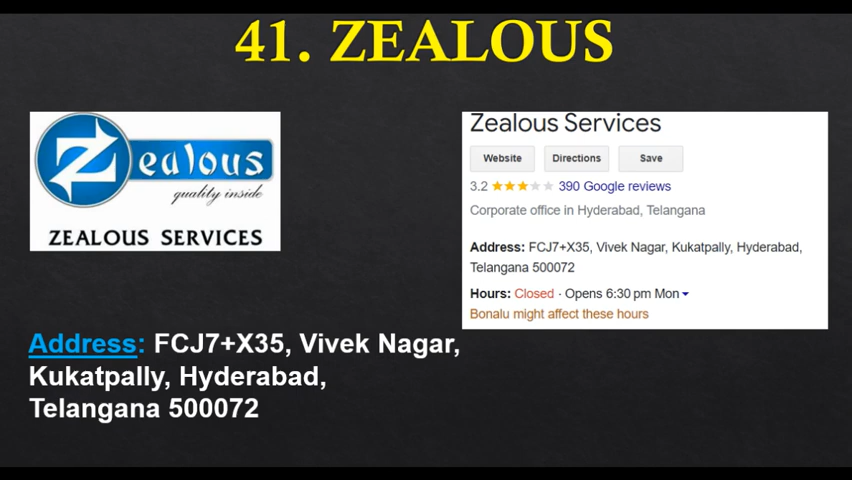 41. ZEALOUS
Zealous
quality inside
ZEALOUS SERVICES
Zealous Services
Website Directions Save
3.2 390 Google reviews
Corporate office in Hyderabad, Telangana
Address: FCJ7+X35, Vivek Nagar, Kukatpally, Hyderabad,
Telangana 500072
Hours: Closed · Opens 6:30 pm Mon
Bonalu might affect these hours
Address: FCJ7+X35, Vivek Nagar,
Kukatpally, Hyderabad,
Telangana 500072